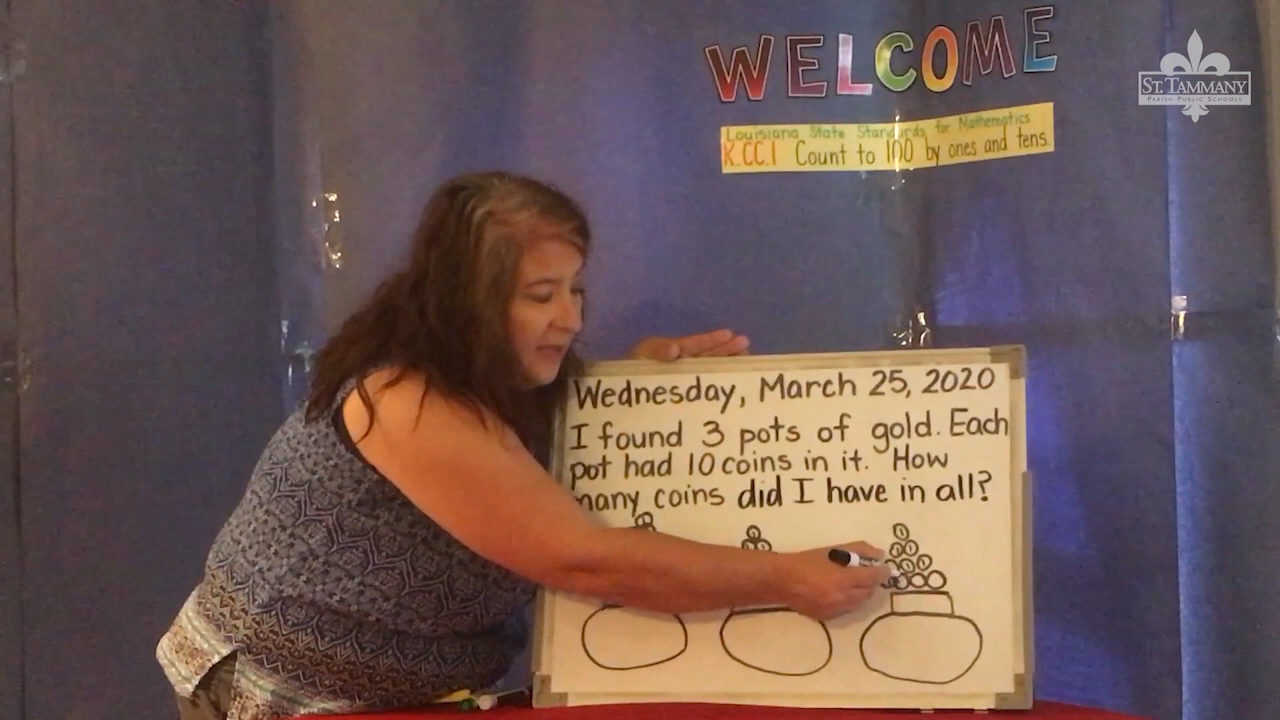 WELCOME
ST. TAMMANY
PARISH PUBLIC SCHOOLS
Louisiana State Standards for Mathematics
K.CC.1 Count to 100 by ones and tens.
Wednesday, March 25, 2020
I found 3 pots of gold. Each
pot had 10 coins in it. How
many coins did I have in all?